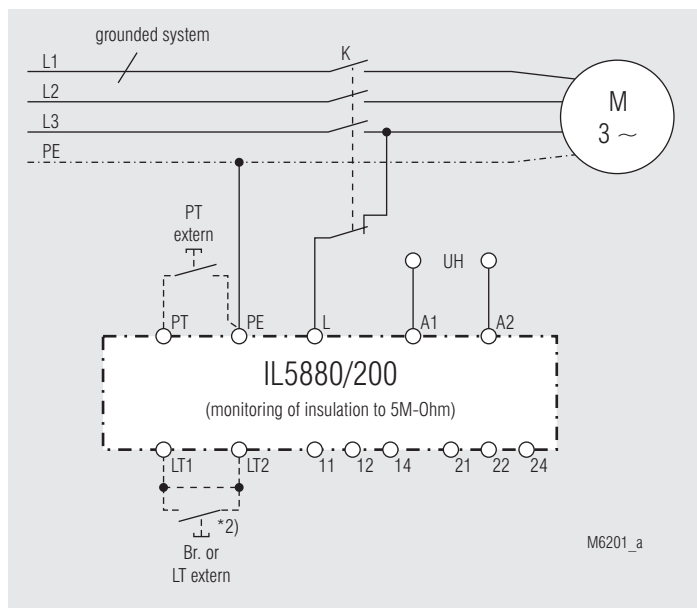 grounded system
K
L1
L2
L3
PE
M
3 ~
PT
extern
UH
PT
PE
L
A1
A2
IL5880/200
(monitoring of insulation to 5M-Ohm)
LT1
LT2
11
12
14
21
22
24
*2)
Br. or
LT extern
M6201_a